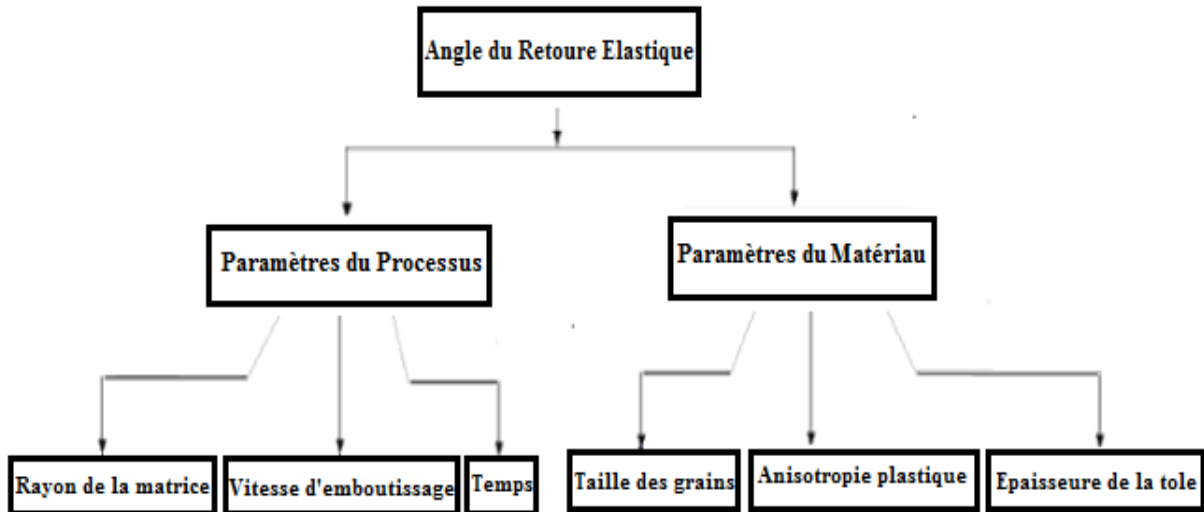 Angle du Retoure Elastique
Paramètres du Processus
Paramètres du Matériau
Rayon de la matrice
Vitesse d'emboutissage
Temps
Taille des grains
Anisotropie plastique
Epaisseure de la tole